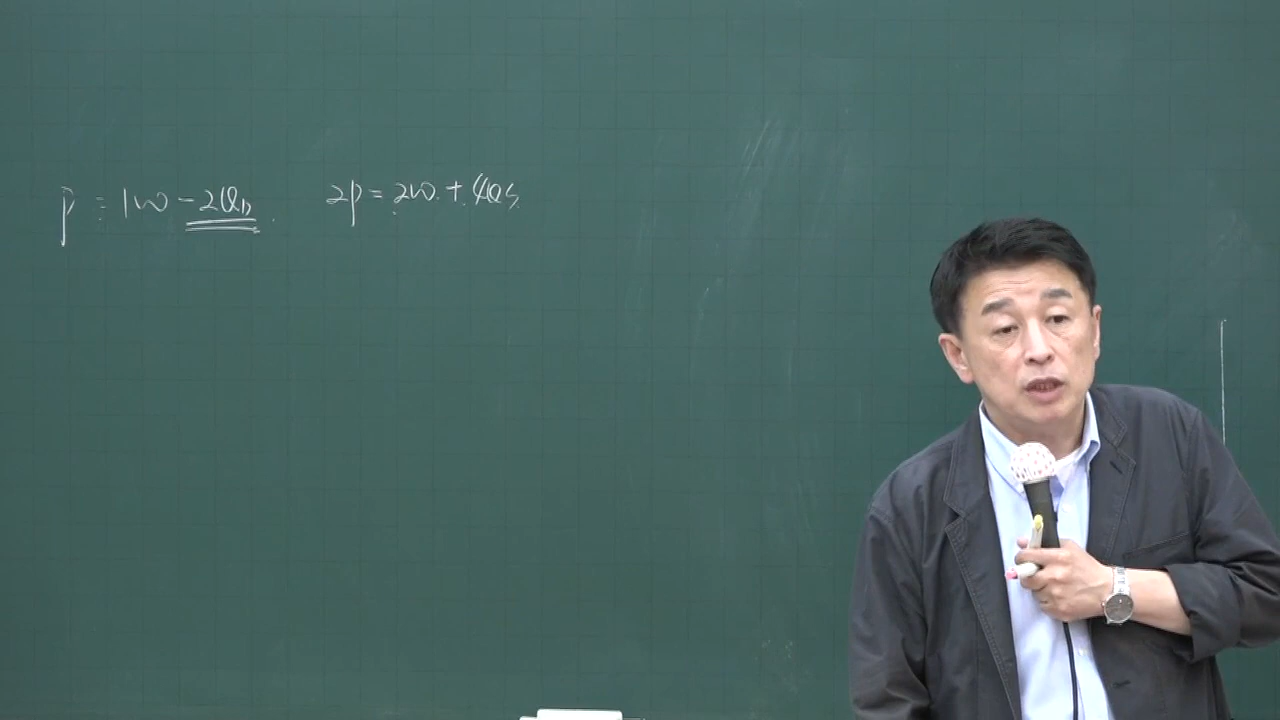 P = 100 - 2QD.
2P = 200 + 4QS.